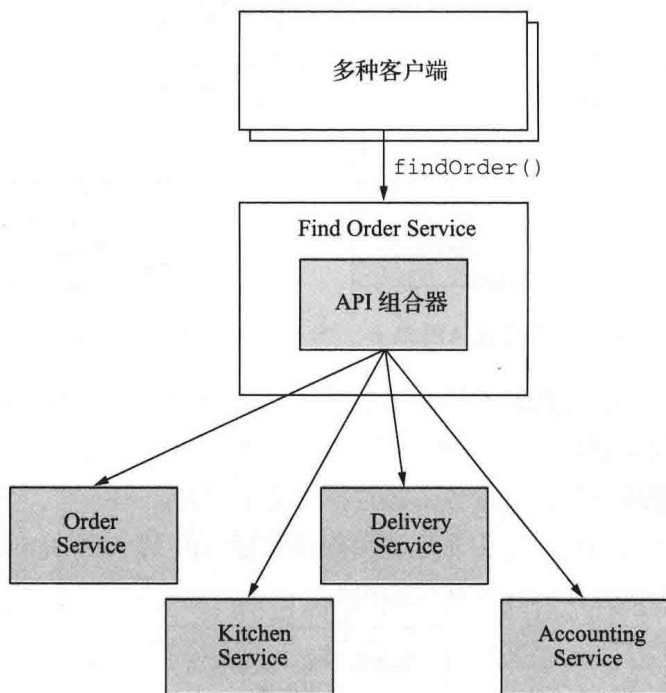 多种客户端
findOrder()
Find Order Service
API 组合器
Order
Service
Delivery
Service
Kitchen
Service
Accounting
Service